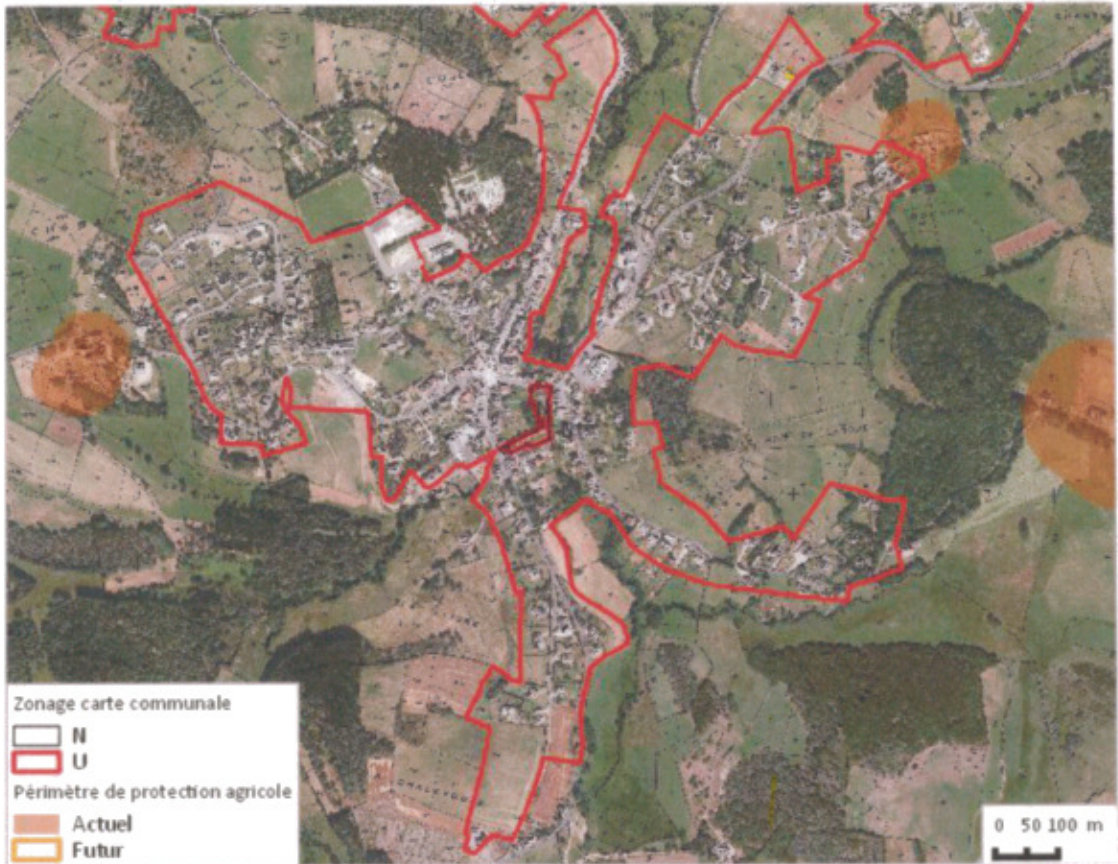 Zonage carte communale
N
U
Périmètre de protection agricole
Actuel
Futur
0 50 100 m